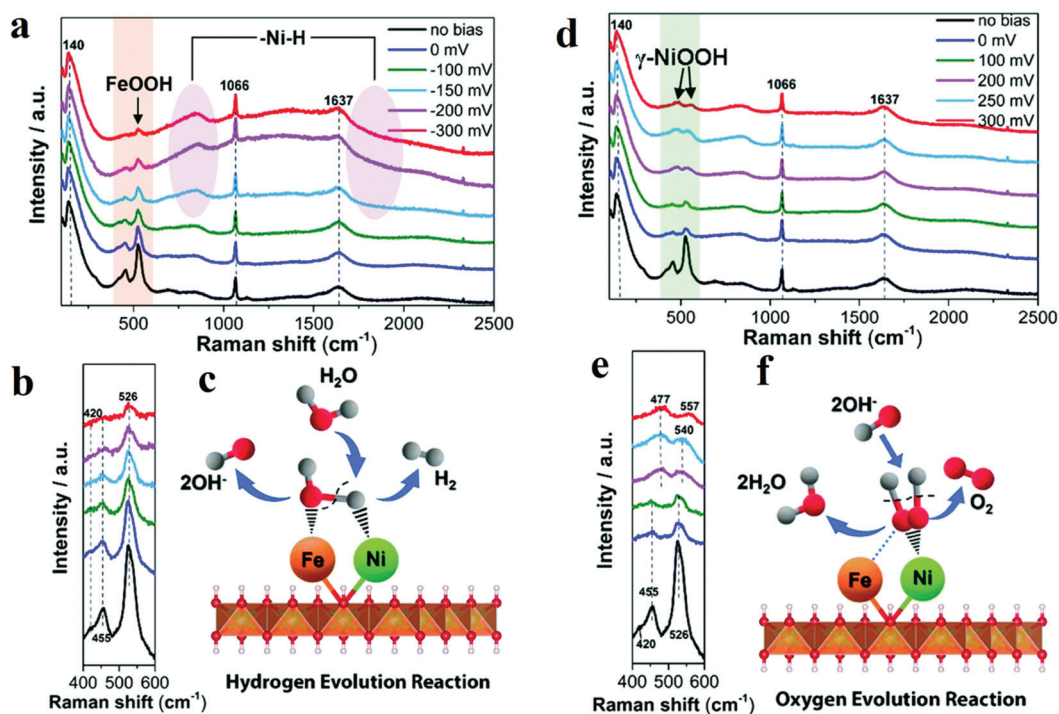 a
140
-Ni-H
FeOOH
1066
1637
no bias
0 mV
-100 mV
-150 mV
-200 mV
-300 mV
Intensity / a.u.
500
1000
1500
2000
2500
Raman shift (cm⁻¹)
d
140
γ-NiOOH
1066
1637
no bias
0 mV
100 mV
200 mV
250 mV
300 mV
Intensity / a.u.
500
1000
1500
2000
2500
Raman shift (cm⁻¹)
b
420
526
455
Intensity / a.u.
400 500 600
Raman shift (cm⁻¹)
c
H₂O
2OH⁻
H₂
Fe
Ni
Hydrogen Evolution Reaction
e
477
557
540
455
420
526
Intensity / a.u.
400 500 600
Raman shift (cm⁻¹)
f
2OH⁻
2H₂O
O₂
Fe
Ni
Oxygen Evolution Reaction